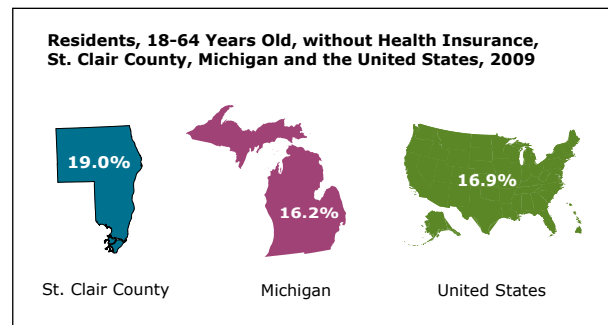 Residents, 18-64 Years Old, without Health Insurance,
St. Clair County, Michigan and the United States, 2009
19.0%
16.2%
16.9%
St. Clair County
Michigan
United States